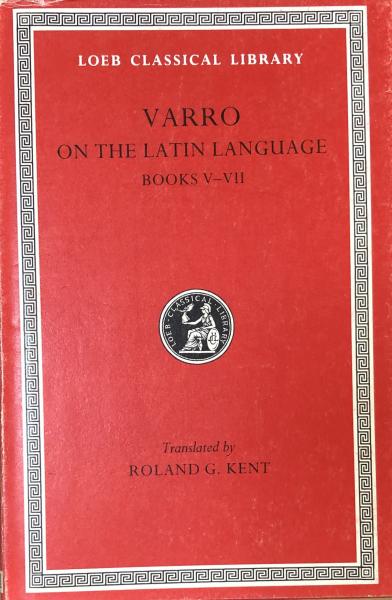 LOEB CLASSICAL LIBRARY
VARRO
ON THE LATIN LANGUAGE
BOOKS V–VII
LOEB·CLASSICAL·LIBRARY
Translated by
ROLAND G. KENT